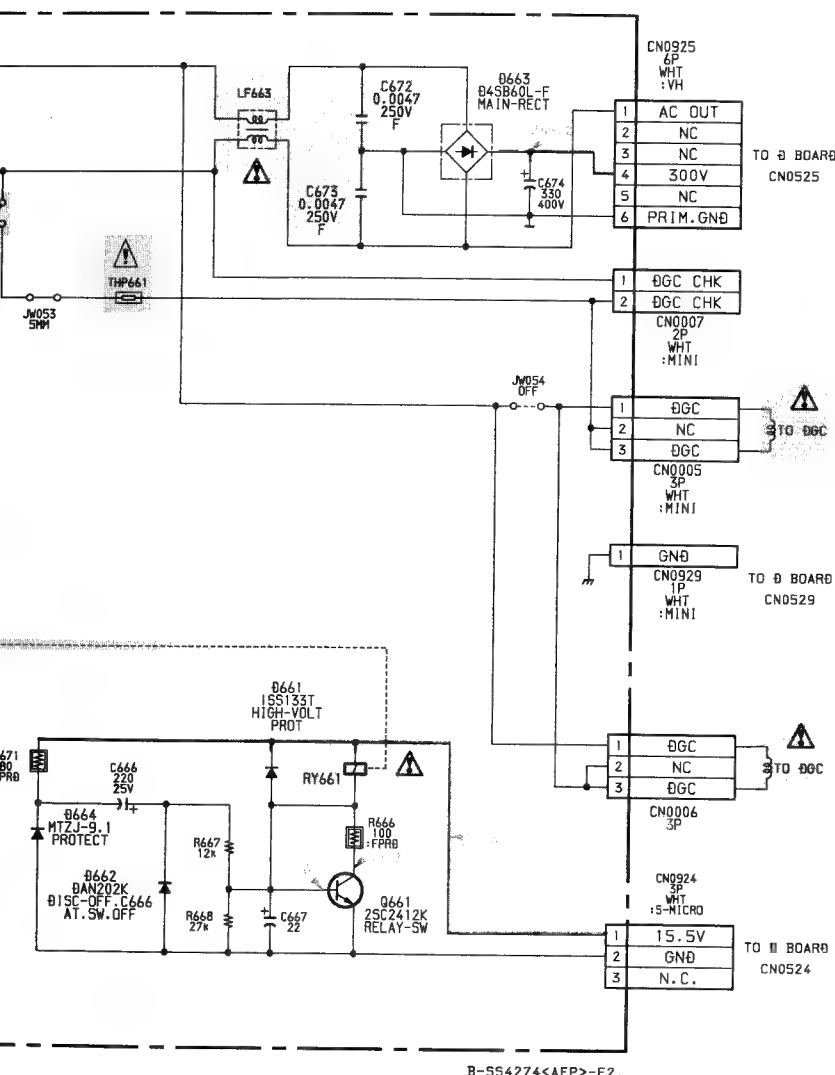 CN0925
6P
WHT
:VH
LF663
C672
0.0047
250V
F
D663
D4SB60L-F
MAIN-RECT
1 AC OUT
2 NC
3 NC
4 300V
5 NC
6 PRIM.GND
TO D BOARD
CN0525
C673
0.0047
250V
F
+
C674
330
400V
THP661
JW053
5MM
1 DGC CHK
2 DGC CHK
CN0007
2P
WHT
:MINI
JW054
OFF
1 DGC
2 NC
3 DGC
TO DGC
CN0005
3P
WHT
:MINI
1 GND
CN0929
1P
WHT
:MINI
TO D BOARD
CN0529
D661
1SS133T
HIGH-VOLT
PROT
RY661
671
80
PRD
C666
220
25V
+
D664
MTZJ-9.1
PROTECT
R667
12k
R666
100
:FPRD
D662
DAN202K
DISC-OFF.C666
AT.SW.OFF
R668
27k
+
C667
22
Q661
2SC2412K
RELAY-SW
1 DGC
2 NC
3 DGC
TO DGC
CN0006
3P
CN0924
3P
WHT
:S-MICRO
1 15.5V
2 GND
3 N.C.
BOARD
CN0524
B-SS4274<AEP>-E2.